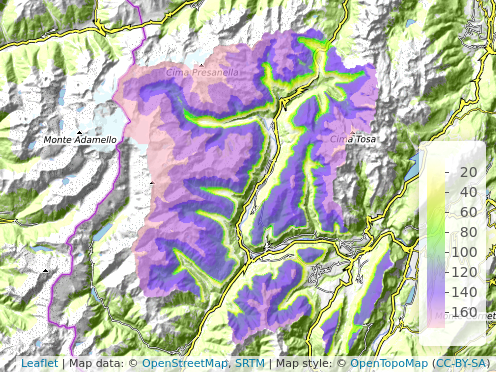 Cima Presanella
Monte Adamello
Cima Tosa
20
40
60
80
100
120
140
160
Leaflet | Map data: © OpenStreetMap, SRTM | Map style: © OpenTopoMap (CC-BY-SA)